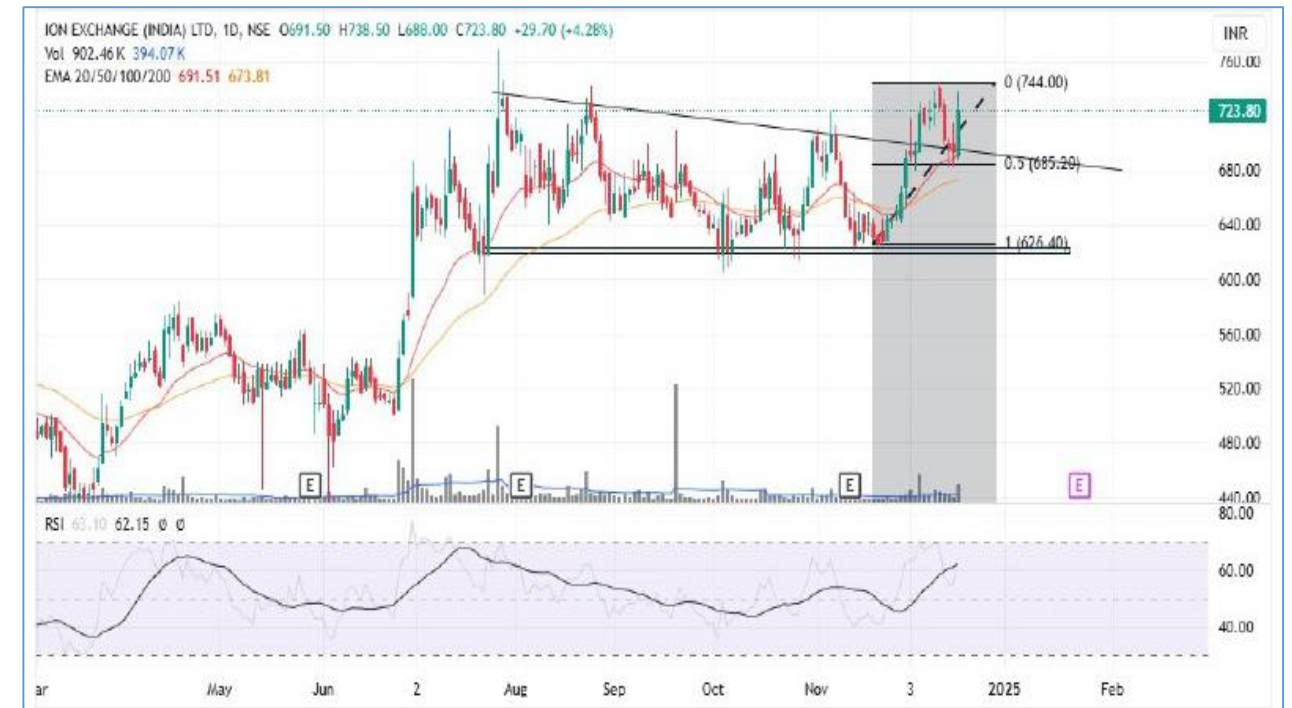 ION EXCHANGE (INDIA) LTD, 1D, NSE O691.50 H738.50 L688.00 C723.80 +29.70 (+4.28%)
INR
Vol 902.46K 394.07K
EMA 20/50/100/200 691.51 673.81
760.00
0 (744.00)
723.80
680.00
0.5 (685.20)
640.00
1 (626.40)
600.00
560.00
520.00
480.00
E E E E
440.00
RSI 63.10 62.15 ø ø
80.00
60.00
40.00
ar May Jun 2 Aug Sep Oct Nov 3 2025 Feb